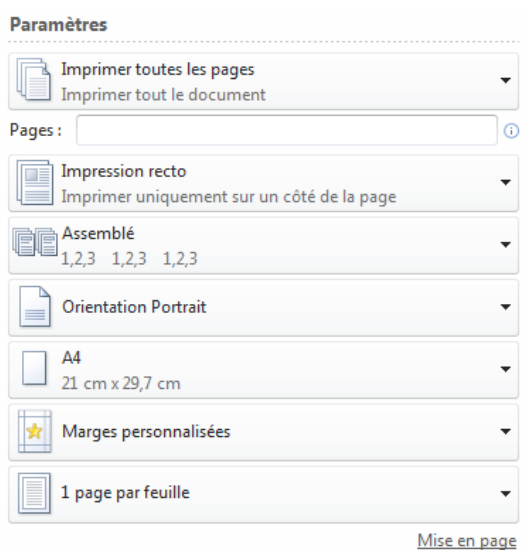 Paramètres
Imprimer toutes les pages
Imprimer tout le document
Pages :
Impression recto
Imprimer uniquement sur un côté de la page
Assemblé
1,2,3 1,2,3 1,2,3
Orientation Portrait
A4
21 cm x 29,7 cm
Marges personnalisées
1 page par feuille
Mise en page